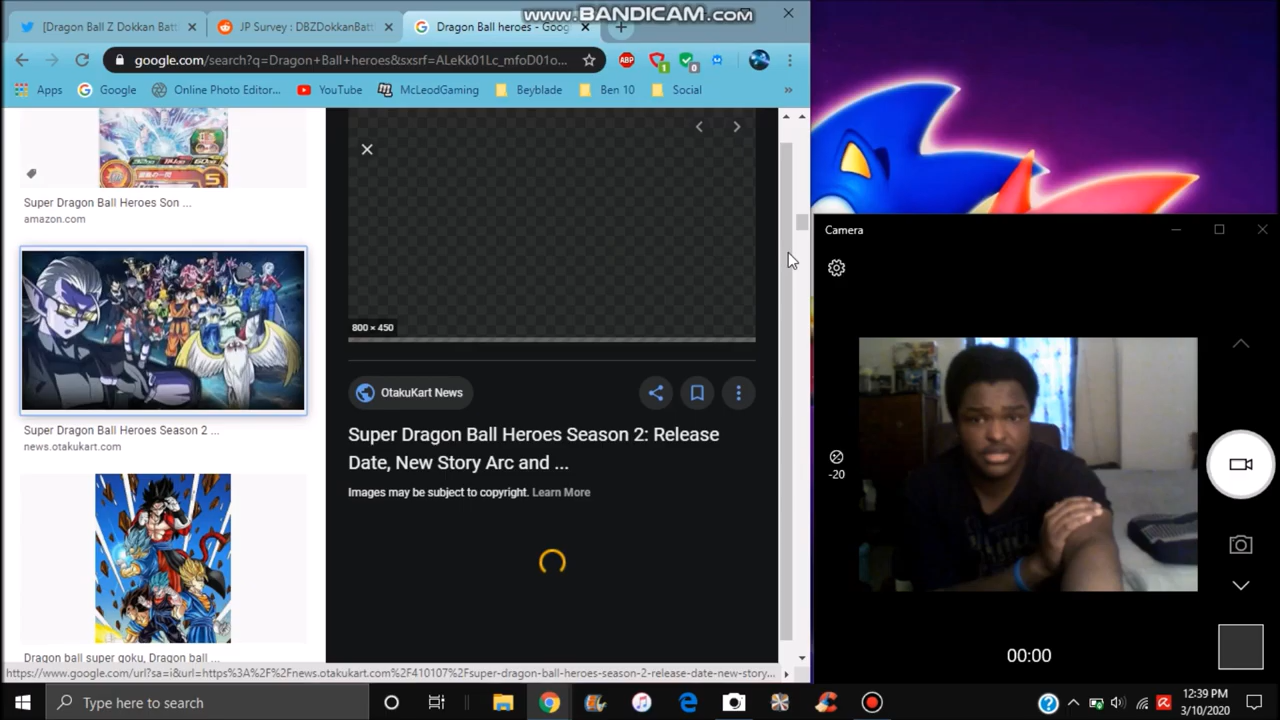 www.BANDICAM.com
[Dragon Ball Z Dokkan Batt
JP Survey : DBZDokkanBatt
Dragon Ball heroes - Goog
google.com/search?q=Dragon+Ball+heroes&sxsrf=ALeKk01Lc_mfoD01o...
ABP
1
0
Apps
Google
Online Photo Editor...
YouTube
McLeodGaming
Beyblade
Ben 10
Social
»
5
Super Dragon Ball Heroes Son ...
amazon.com
Super Dragon Ball Heroes Season 2 ...
news.otakukart.com
Dragon ball super goku, Dragon ball ...
800 × 450
OtakuKart News
Super Dragon Ball Heroes Season 2: Release
Date, New Story Arc and ...
Images may be subject to copyright. Learn More
https://www.google.com/url?sa=i&url=https%3A%2F%2Fnews.otakukart.com%2F410107%2Fsuper-dragon-ball-heroes-season-2-release-date-new-story...
Camera
-20
00:00
Type here to search
12:39 PM
3/10/2020